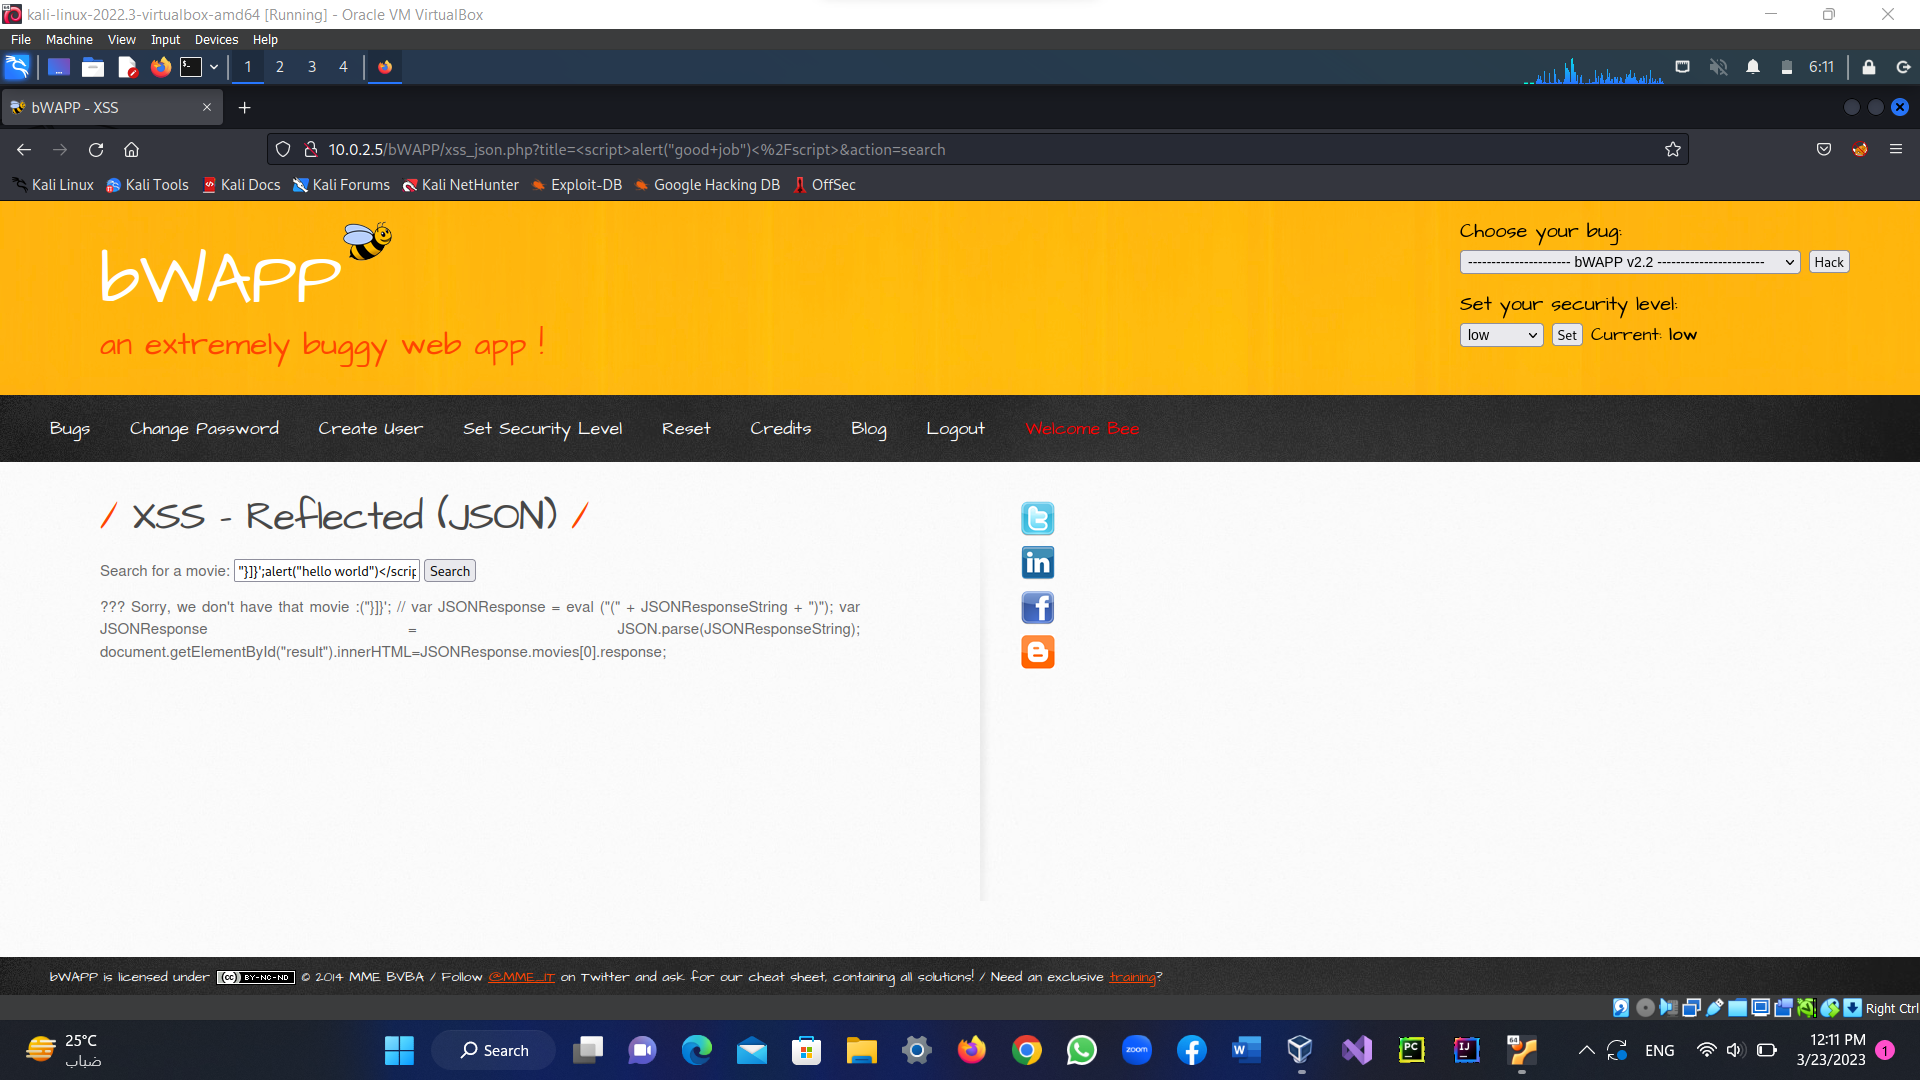 kali-linux-2022.3-virtualbox-amd64 [Running] - Oracle VM VirtualBox
File Machine View Input Devices Help
1 2 3 4 6:11
bWAPP - XSS
10.0.2.5/bWAPP/xss_json.php?title=<script>alert("good+job")<%2Fscript>&action=search
Kali Linux Kali Tools Kali Docs Kali Forums Kali NetHunter Exploit-DB Google Hacking DB OffSec
bWAPP
an extremely buggy web app !
Choose your bug:
---------------------- bWAPP v2.2 ----------------------- Hack
Set your security level:
low Set Current: low
Bugs Change Password Create User Set Security Level Reset Credits Blog Logout Welcome Bee
/ XSS - Reflected (JSON) /
Search for a movie: "}]}';alert("hello world")</scrip Search
??? Sorry, we don't have that movie :("}]}'; // var JSONResponse = eval ("(" + JSONResponseString + ")"); var
JSONResponse = JSON.parse(JSONResponseString);
document.getElementById("result").innerHTML=JSONResponse.movies[0].response;
bWAPP is licensed under (cc) BY-NC-ND © 2014 MME BVBA / Follow @MME_IT on Twitter and ask for our cheat sheet, containing all solutions! / Need an exclusive training?
Right Ctrl
25°C
ضباب
Search
zoom
ENG
12:11 PM
3/23/2023
1